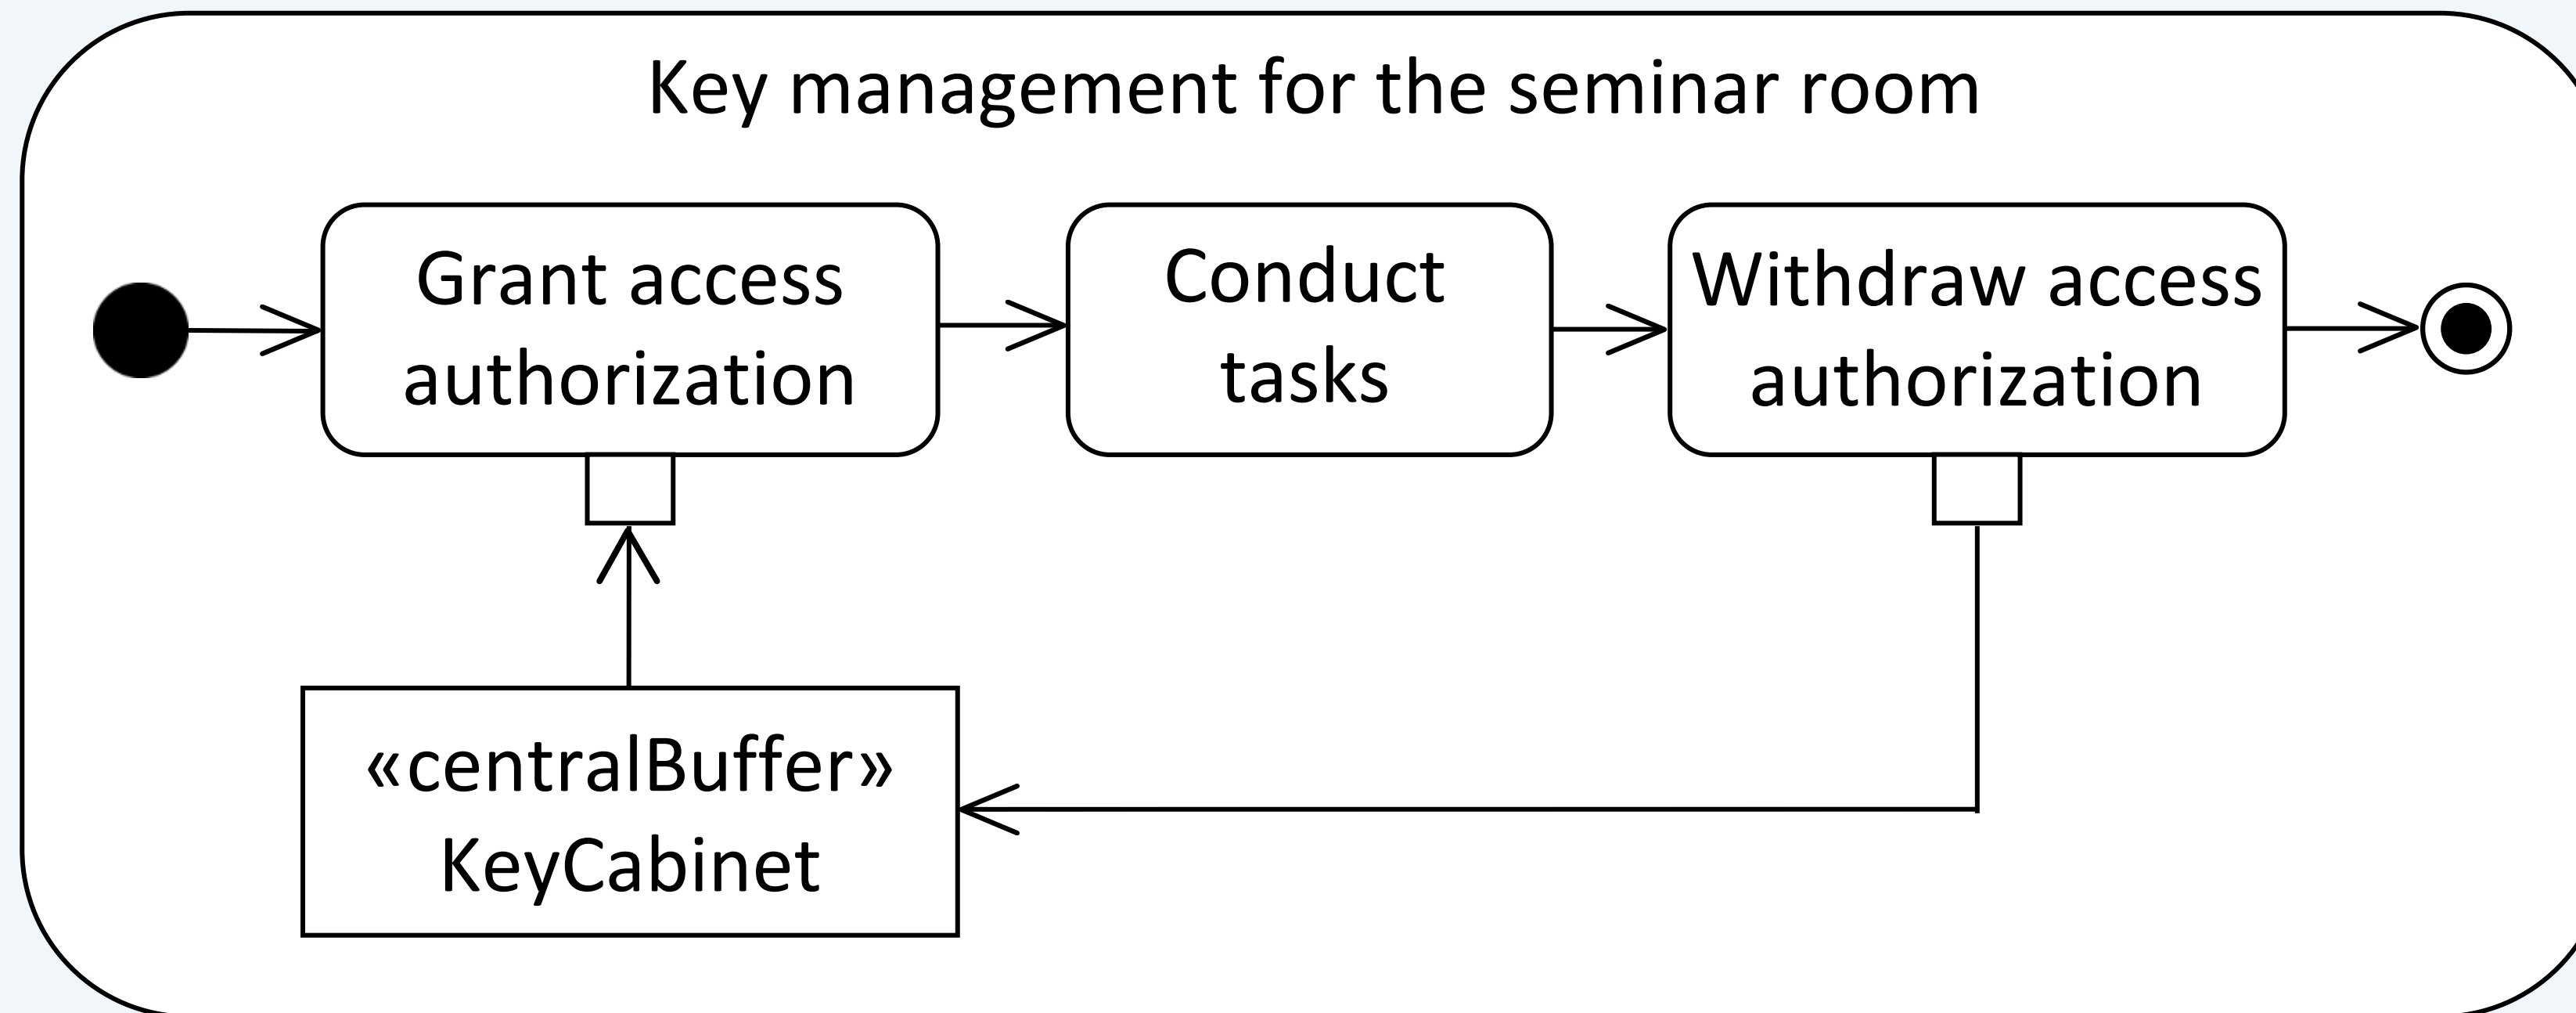 Key management for the seminar room
Grant access
authorization
Conduct
tasks
Withdraw access
authorization
«centralBuffer»
KeyCabinet